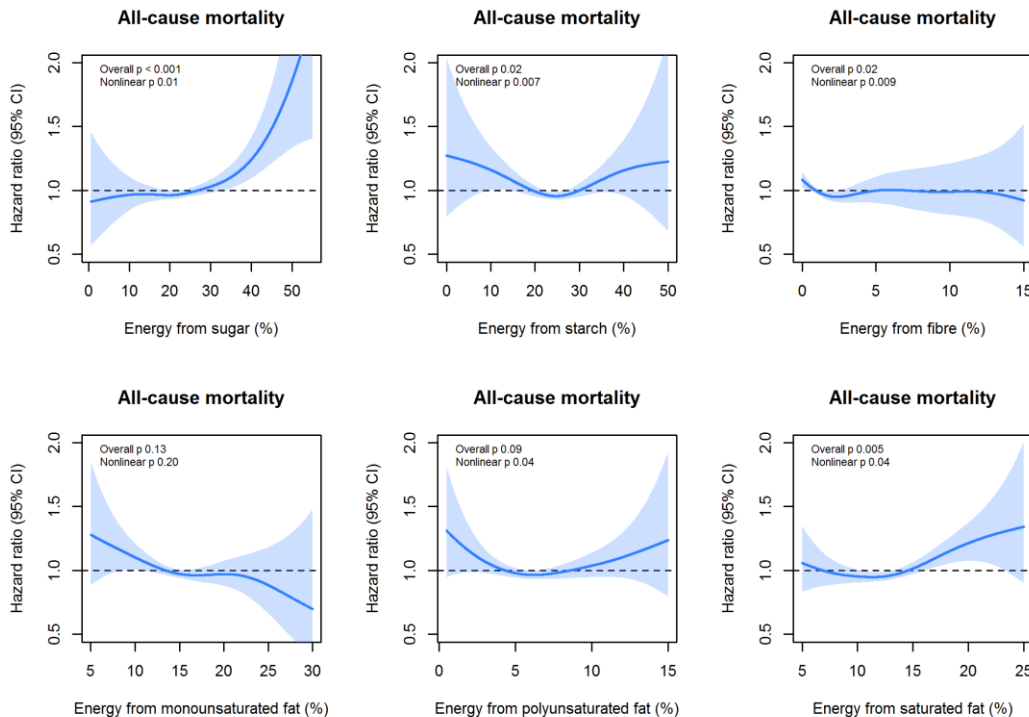 All-cause mortality
Overall p < 0.001
Nonlinear p 0.01
Hazard ratio (95% CI)
2.0
1.5
1.0
0.5
0 10 20 30 40 50
Energy from sugar (%)
All-cause mortality
Overall p 0.02
Nonlinear p 0.007
Hazard ratio (95% CI)
2.0
1.5
1.0
0.5
0 10 20 30 40 50
Energy from starch (%)
All-cause mortality
Overall p 0.02
Nonlinear p 0.009
Hazard ratio (95% CI)
2.0
1.5
1.0
0.5
0 5 10 15
Energy from fibre (%)
All-cause mortality
Overall p 0.13
Nonlinear p 0.20
Hazard ratio (95% CI)
2.0
1.5
1.0
0.5
5 10 15 20 25 30
Energy from monounsaturated fat (%)
All-cause mortality
Overall p 0.09
Nonlinear p 0.04
Hazard ratio (95% CI)
2.0
1.5
1.0
0.5
0 5 10 15
Energy from polyunsaturated fat (%)
All-cause mortality
Overall p 0.005
Nonlinear p 0.04
Hazard ratio (95% CI)
2.0
1.5
1.0
0.5
5 10 15 20 25
Energy from saturated fat (%)